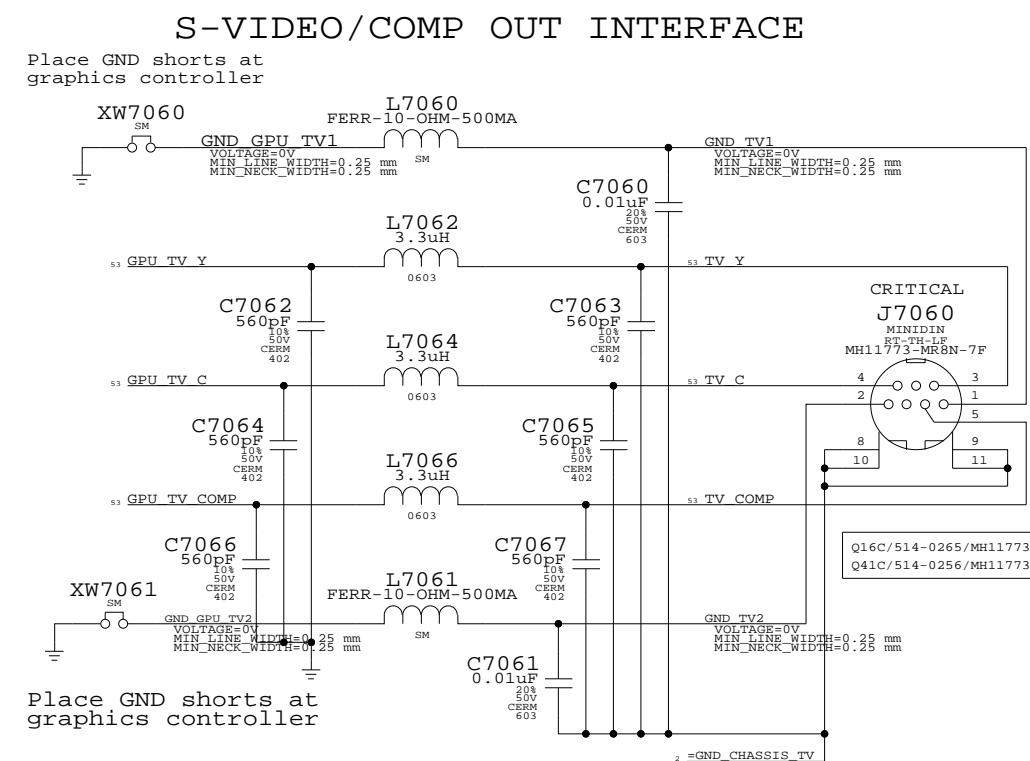 S-VIDEO/COMP OUT INTERFACE
Place GND shorts at
graphics controller
XW7060
SM
GND_GPU_TV1
VOLTAGE=0V
MIN_LINE_WIDTH=0.25 mm
MIN_NECK_WIDTH=0.25 mm
L7060
FERR-10-OHM-500MA
SM
GND_TV1
VOLTAGE=0V
MIN_LINE_WIDTH=0.25 mm
MIN_NECK_WIDTH=0.25 mm
C7060
0.01uF
20%
50V
CERM
603
53 GPU_TV_Y
L7062
3.3uH
0603
53 TV_Y
C7062
560pF
10%
50V
CERM
402
C7063
560pF
10%
50V
CERM
402
CRITICAL
J7060
MINIDIN
RT-TH-LF
MH11773-MR8N-7F
4
3
2
1
5
8
9
10
11
53 GPU_TV_C
L7064
3.3uH
0603
53 TV_C
C7064
560pF
10%
50V
CERM
402
C7065
560pF
10%
50V
CERM
402
53 GPU_TV_COMP
L7066
3.3uH
0603
53 TV_COMP
C7066
560pF
10%
50V
CERM
402
C7067
560pF
10%
50V
CERM
402
Q16C/514-0265/MH11773
Q41C/514-0256/MH11773
XW7061
SM
GND_GPU_TV2
VOLTAGE=0V
MIN_LINE_WIDTH=0.25 mm
MIN_NECK_WIDTH=0.25 mm
L7061
FERR-10-OHM-500MA
SM
GND_TV2
VOLTAGE=0V
MIN_LINE_WIDTH=0.25 mm
MIN_NECK_WIDTH=0.25 mm
C7061
0.01uF
20%
50V
CERM
603
Place GND shorts at
graphics controller
2 =GND_CHASSIS_TV